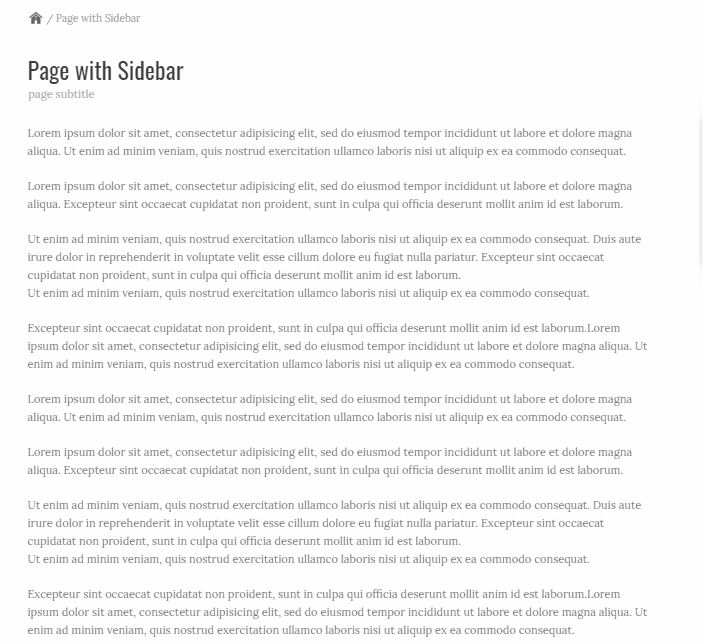 / Page with Sidebar
Page with Sidebar
page subtitle
Lorem ipsum dolor sit amet, consectetur adipisicing elit, sed do eiusmod tempor incididunt ut labore et dolore magna
aliqua. Ut enim ad minim veniam, quis nostrud exercitation ullamco laboris nisi ut aliquip ex ea commodo consequat.
Lorem ipsum dolor sit amet, consectetur adipisicing elit, sed do eiusmod tempor incididunt ut labore et dolore magna
aliqua. Excepteur sint occaecat cupidatat non proident, sunt in culpa qui officia deserunt mollit anim id est laborum.
Ut enim ad minim veniam, quis nostrud exercitation ullamco laboris nisi ut aliquip ex ea commodo consequat. Duis aute
irure dolor in reprehenderit in voluptate velit esse cillum dolore eu fugiat nulla pariatur. Excepteur sint occaecat
cupidatat non proident, sunt in culpa qui officia deserunt mollit anim id est laborum.
Ut enim ad minim veniam, quis nostrud exercitation ullamco laboris nisi ut aliquip ex ea commodo consequat.
Excepteur sint occaecat cupidatat non proident, sunt in culpa qui officia deserunt mollit anim id est laborum.Lorem
ipsum dolor sit amet, consectetur adipisicing elit, sed do eiusmod tempor incididunt ut labore et dolore magna aliqua. Ut
enim ad minim veniam, quis nostrud exercitation ullamco laboris nisi ut aliquip ex ea commodo consequat.
Lorem ipsum dolor sit amet, consectetur adipisicing elit, sed do eiusmod tempor incididunt ut labore et dolore magna
aliqua. Ut enim ad minim veniam, quis nostrud exercitation ullamco laboris nisi ut aliquip ex ea commodo consequat.
Lorem ipsum dolor sit amet, consectetur adipisicing elit, sed do eiusmod tempor incididunt ut labore et dolore magna
aliqua. Excepteur sint occaecat cupidatat non proident, sunt in culpa qui officia deserunt mollit anim id est laborum.
Ut enim ad minim veniam, quis nostrud exercitation ullamco laboris nisi ut aliquip ex ea commodo consequat. Duis aute
irure dolor in reprehenderit in voluptate velit esse cillum dolore eu fugiat nulla pariatur. Excepteur sint occaecat
cupidatat non proident, sunt in culpa qui officia deserunt mollit anim id est laborum.
Ut enim ad minim veniam, quis nostrud exercitation ullamco laboris nisi ut aliquip ex ea commodo consequat.
Excepteur sint occaecat cupidatat non proident, sunt in culpa qui officia deserunt mollit anim id est laborum.Lorem
ipsum dolor sit amet, consectetur adipisicing elit, sed do eiusmod tempor incididunt ut labore et dolore magna aliqua. Ut
enim ad minim veniam, quis nostrud exercitation ullamco laboris nisi ut aliquip ex ea commodo consequat.